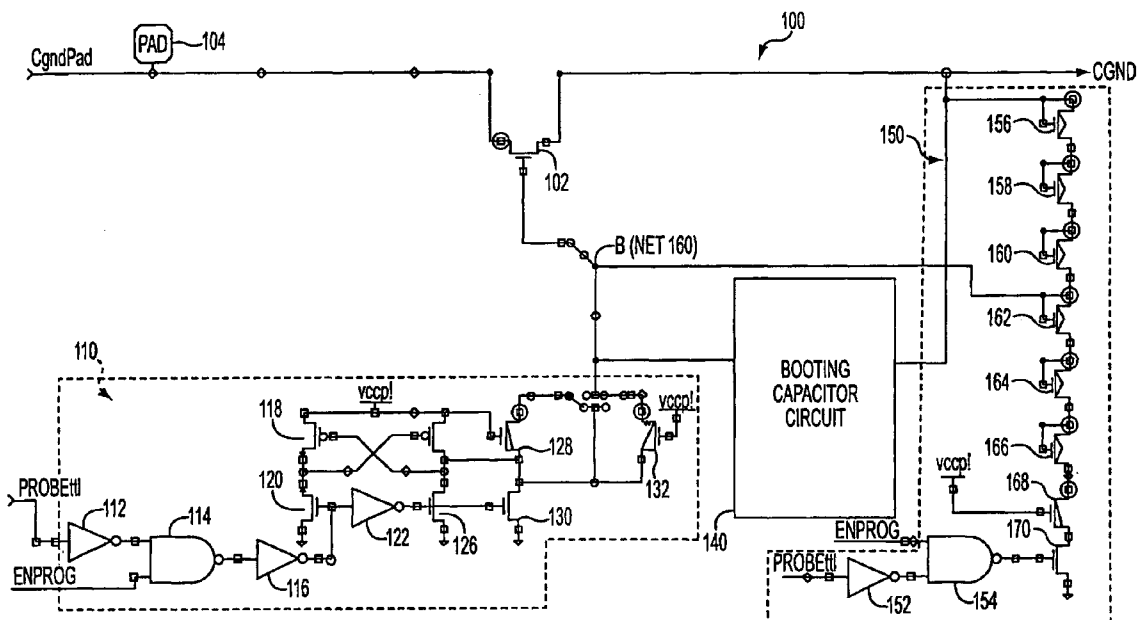 100
PAD
104
CgndPad
CGND
156
150
102
158
B (NET 160)
160
162
110
BOOTING
CAPACITOR
CIRCUIT
164
vccp!
vccp!
118
128
166
132
vccp!
168
120
PROBEttl
112
114
122
126
130
140
170
ENPROG
ENPROG
116
PROBEttl
152
154